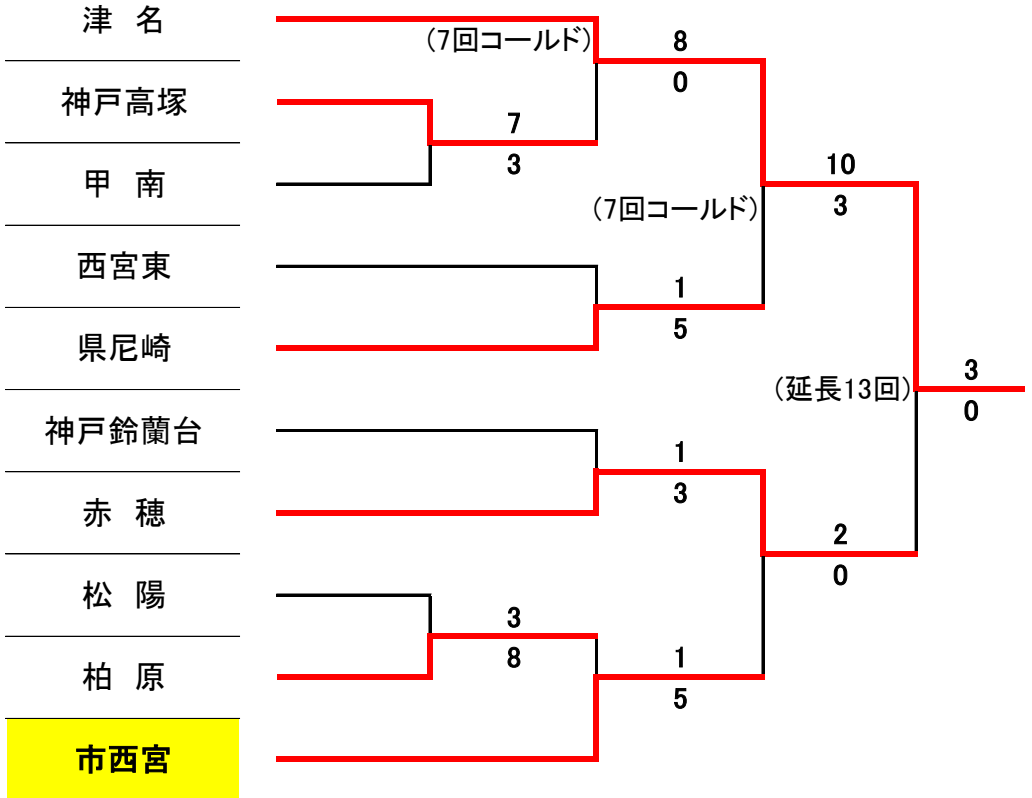 津 名
(7回コールド)
8
0
神戸高塚
7
3
甲 南
10
3
(7回コールド)
西宮東
1
5
県尼崎
(延長13回)
3
0
神戸鈴蘭台
1
3
赤 穂
2
0
松 陽
3
8
柏 原
1
5
市西宮